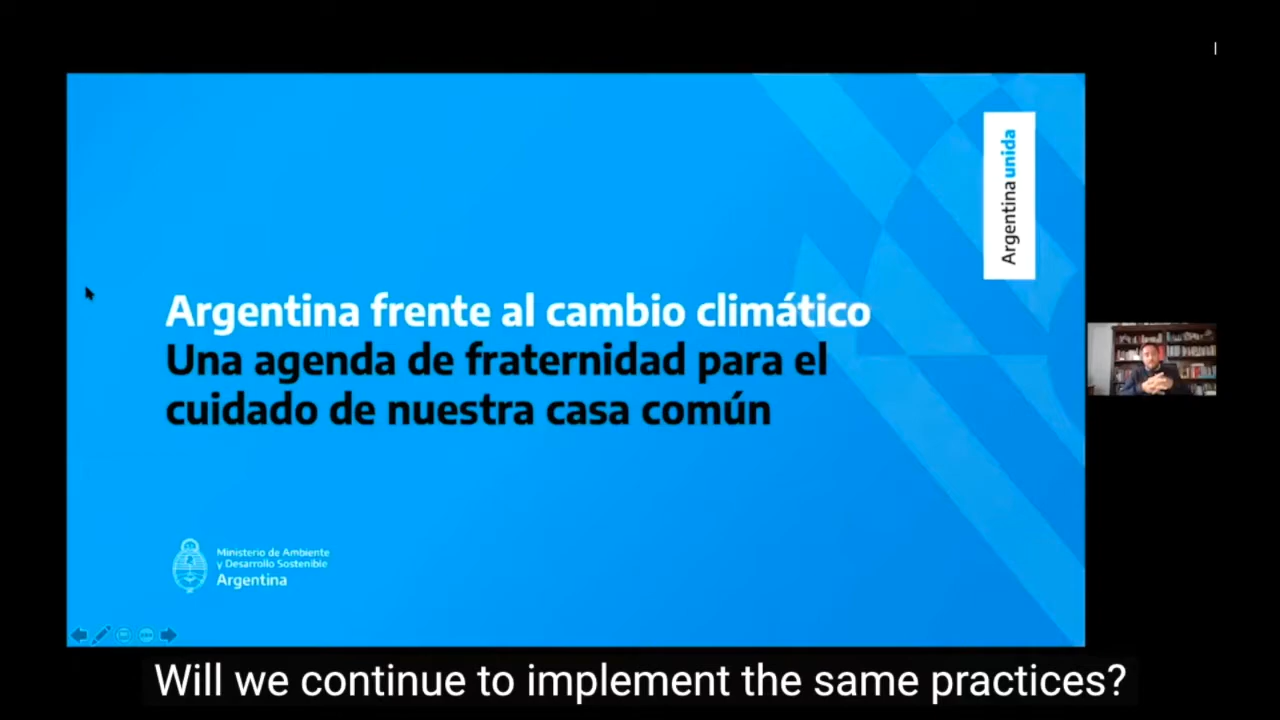 Argentina unida
Argentina frente al cambio climático
Una agenda de fraternidad para el
cuidado de nuestra casa común
Ministerio de Ambiente
y Desarrollo Sostenible
Argentina
Will we continue to implement the same practices?